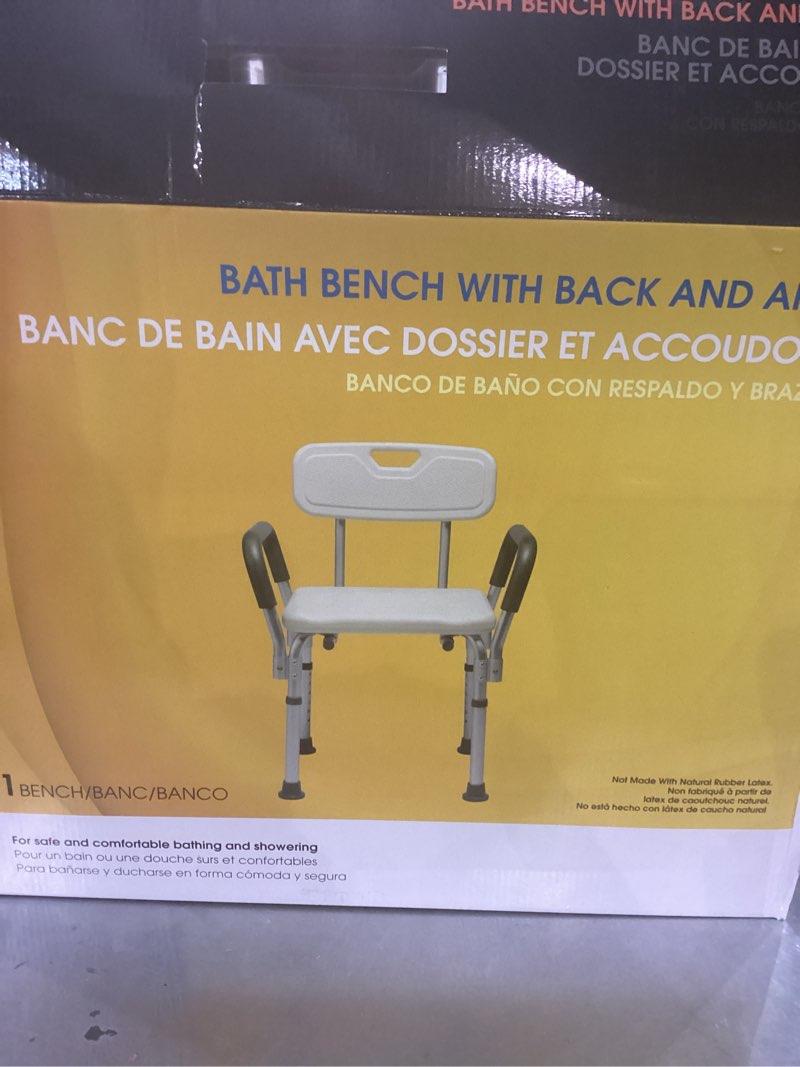 BATH BENCH WITH BACK AN
BANC DE BAI
DOSSIER ET ACCO
BANC
CON RESPALD
BATH BENCH WITH BACK AND AR
BANC DE BAIN AVEC DOSSIER ET ACCOUDO
BANCO DE BAÑO CON RESPALDO Y BRAZ
1 BENCH/BANC/BANCO
Not Made With Natural Rubber Latex.
Non fabriqué à partir de
latex de caoutchouc naturel.
No está hecho con látex de caucho natural
For safe and comfortable bathing and showering
Pour un bain ou une douche surs et confortables
Para bañarse y ducharse en forma cómoda y segura